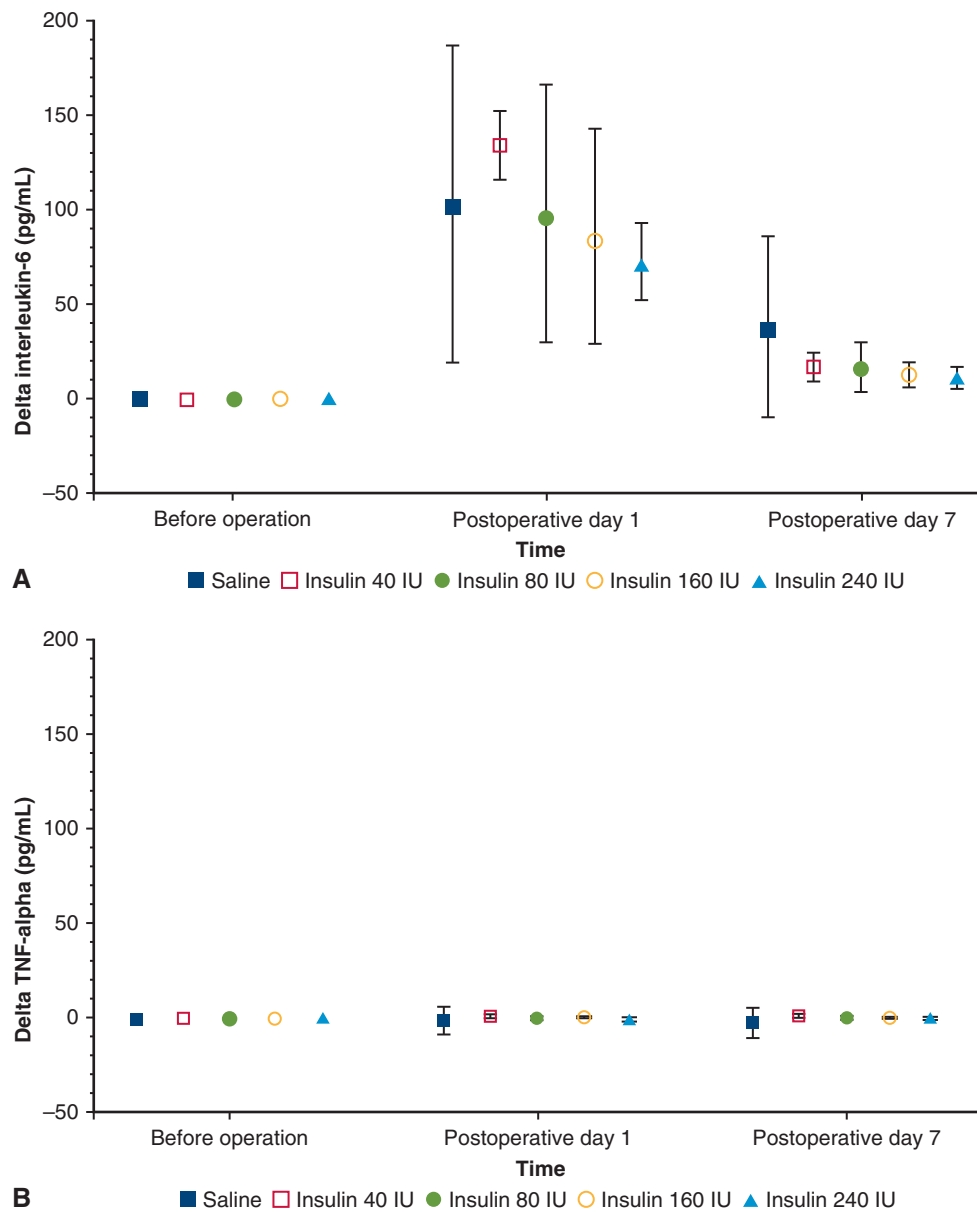 200
150
100
50
0
–50
Delta interleukin-6 (pg/mL)
Before operation Postoperative day 1 Postoperative day 7
Time
A
Saline Insulin 40 IU Insulin 80 IU Insulin 160 IU Insulin 240 IU
200
150
100
50
0
–50
Delta TNF-alpha (pg/mL)
Before operation Postoperative day 1 Postoperative day 7
Time
B
Saline Insulin 40 IU Insulin 80 IU Insulin 160 IU Insulin 240 IU